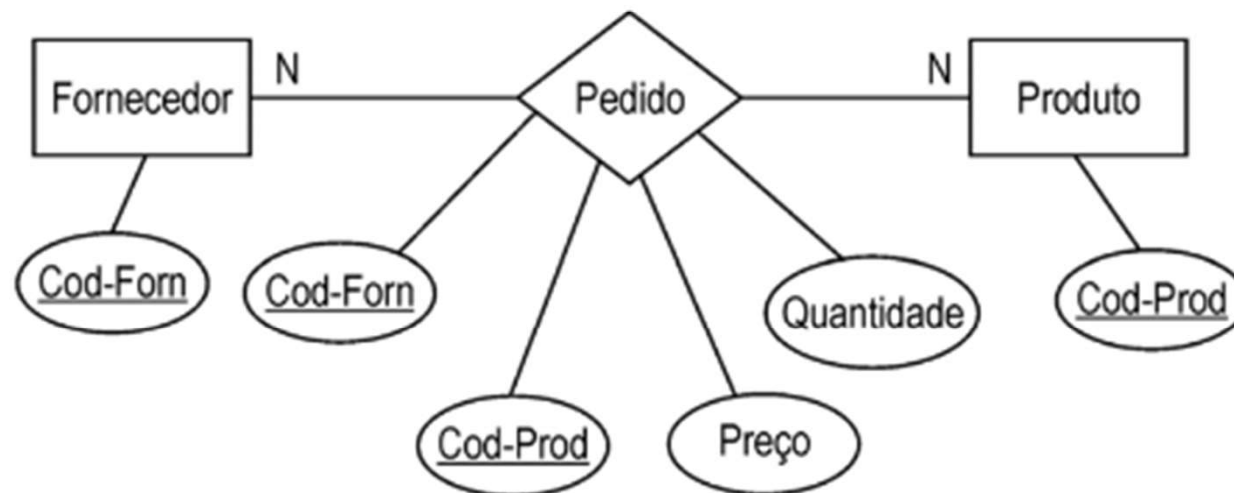 Fornecedor
N
Pedido
N
Produto
Cod-Forn
Cod-Forn
Quantidade
Cod-Prod
Cod-Prod
Preço